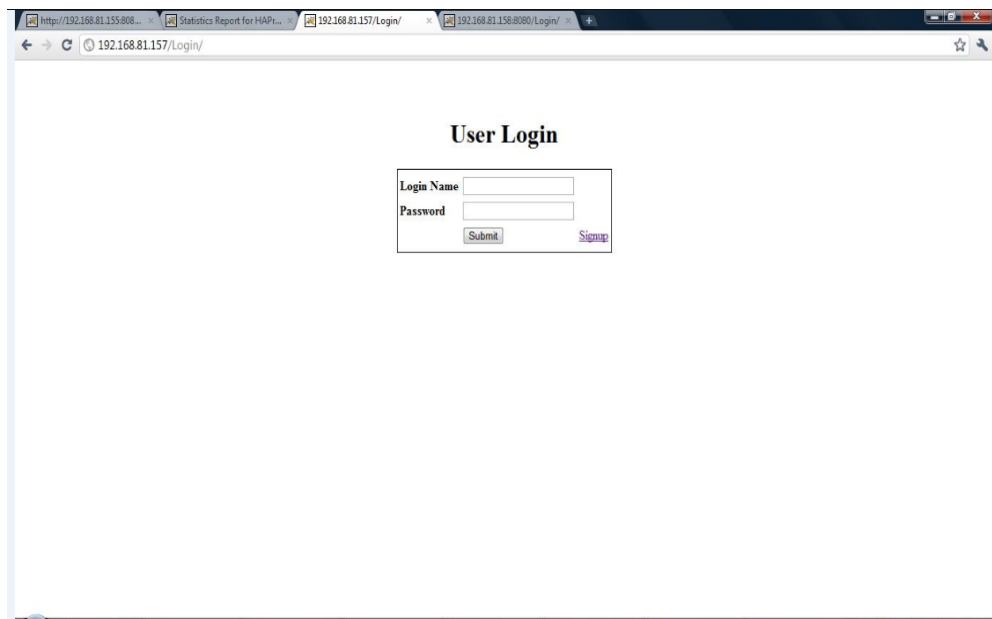 http://192.168.81.155:808...
Statistics Report for HAPr...
192.168.81.157/Login/
192.168.81.158:8080/Login/
192.168.81.157/Login/
User Login
Login Name
Password
Submit Signup